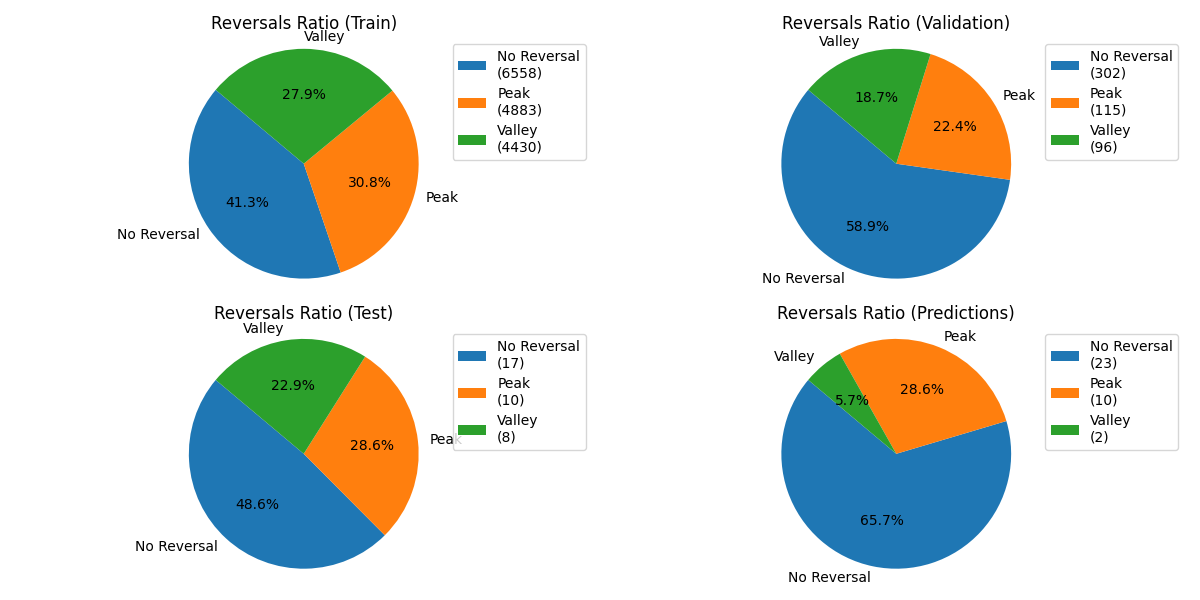 Reversals Ratio (Train)
Valley
27.9%
30.8%
41.3%
Peak
No Reversal
No Reversal
(6558)
Peak
(4883)
Valley
(4430)
Reversals Ratio (Validation)
Valley
18.7%
Peak
22.4%
58.9%
No Reversal
No Reversal
(302)
Peak
(115)
Valley
(96)
Reversals Ratio (Test)
Valley
22.9%
Peak
28.6%
48.6%
No Reversal
No Reversal
(17)
Peak
(10)
Valley
(8)
Reversals Ratio (Predictions)
Peak
Valley
28.6%
5.7%
65.7%
No Reversal
No Reversal
(23)
Peak
(10)
Valley
(2)